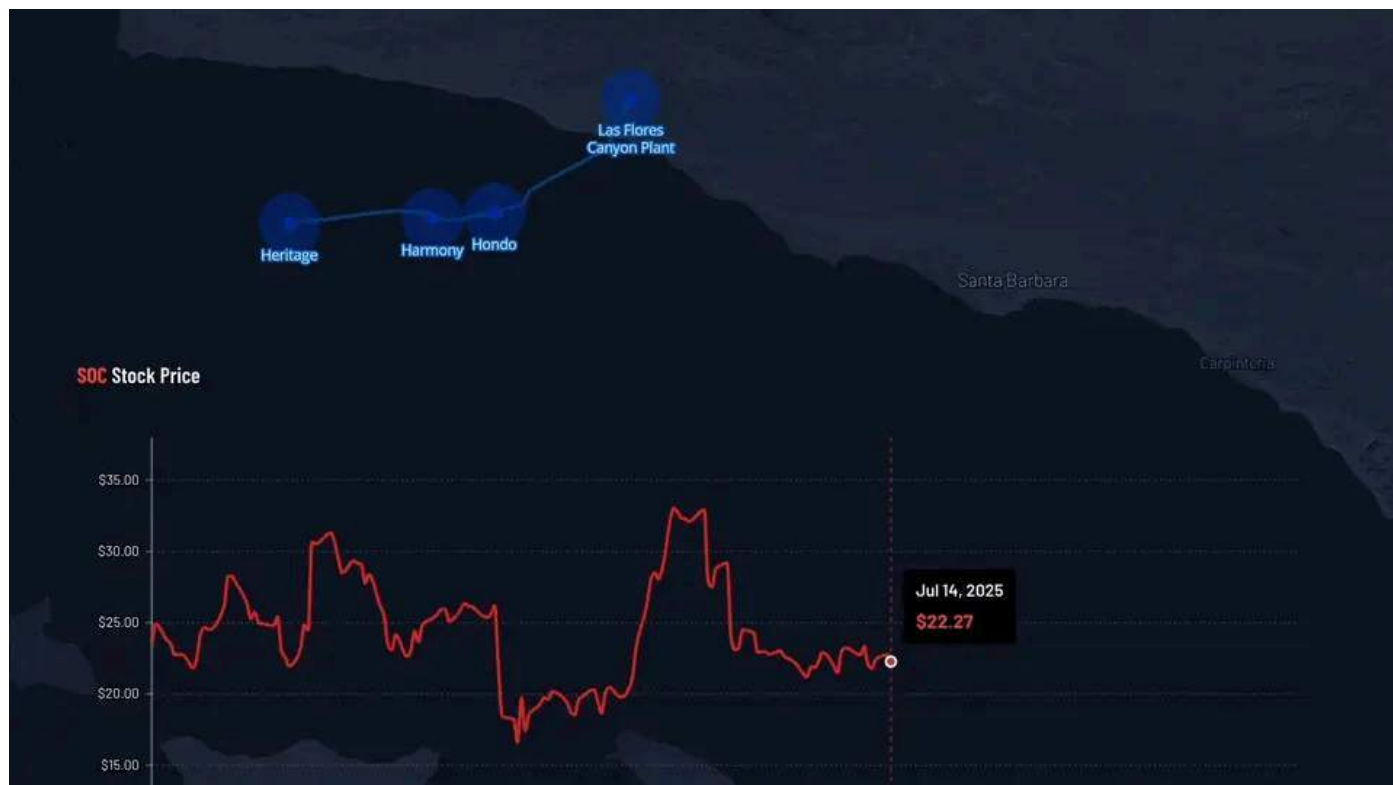 Las Flores
Canyon Plant
Heritage
Harmony
Hondo
Santa Barbara
Carpinteria
SOC Stock Price
$35.00
$30.00
$25.00
$20.00
$15.00
Jul 14, 2025
$22.27